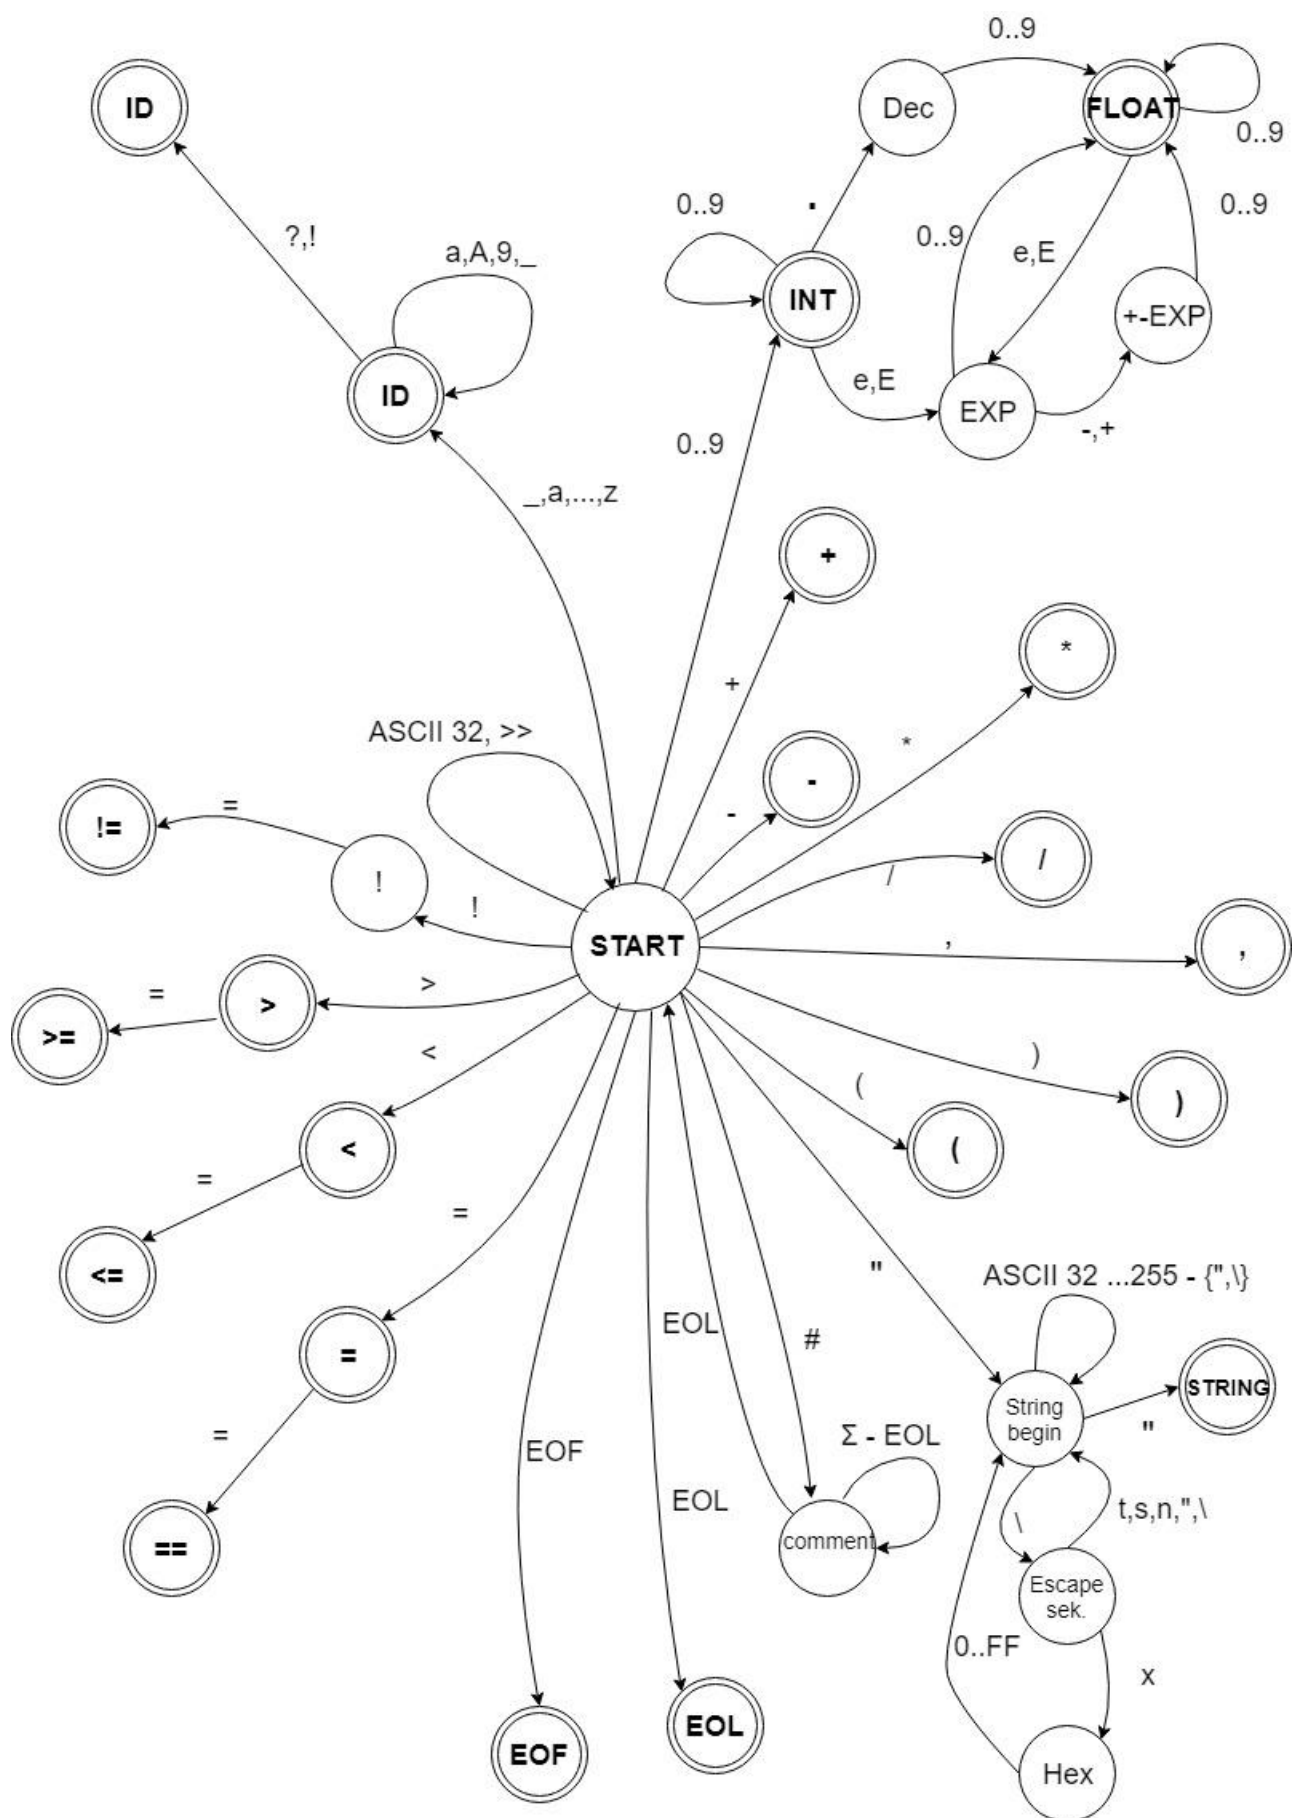 0..9
ID
Dec
FLOAT
0..9
0..9
.
0..9
?,!
0..9
e,E
a,A,9,_
INT
+-EXP
ID
e,E
EXP
-,+
0..9
_,a,...,z
+
*
+
ASCII 32, >>
*
-
-
!=
=
!
/
/
!
START
,
,
>
=
>
>=
<
)
)
(
(
<
=
=
<=
"
ASCII 32 ...255 - {",\}
EOL
#
=
STRING
String
begin
"
=
Σ - EOL
EOF
EOL
t,s,n,",\
\
==
comment
Escape
sek.
0..FF
x
EOL
EOF
Hex